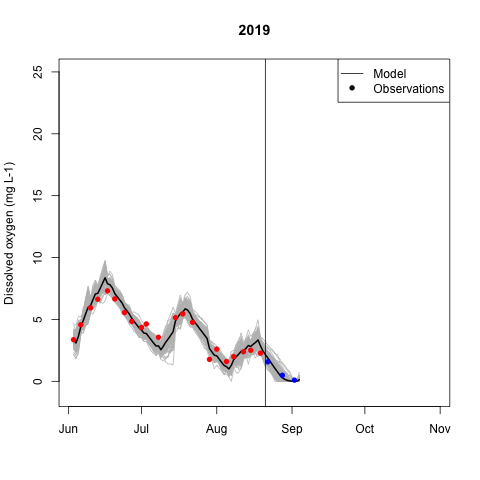 2019
Model
Observations
Dissolved oxygen (mg L-1)
25
20
15
10
5
0
Jun Jul Aug Sep Oct Nov